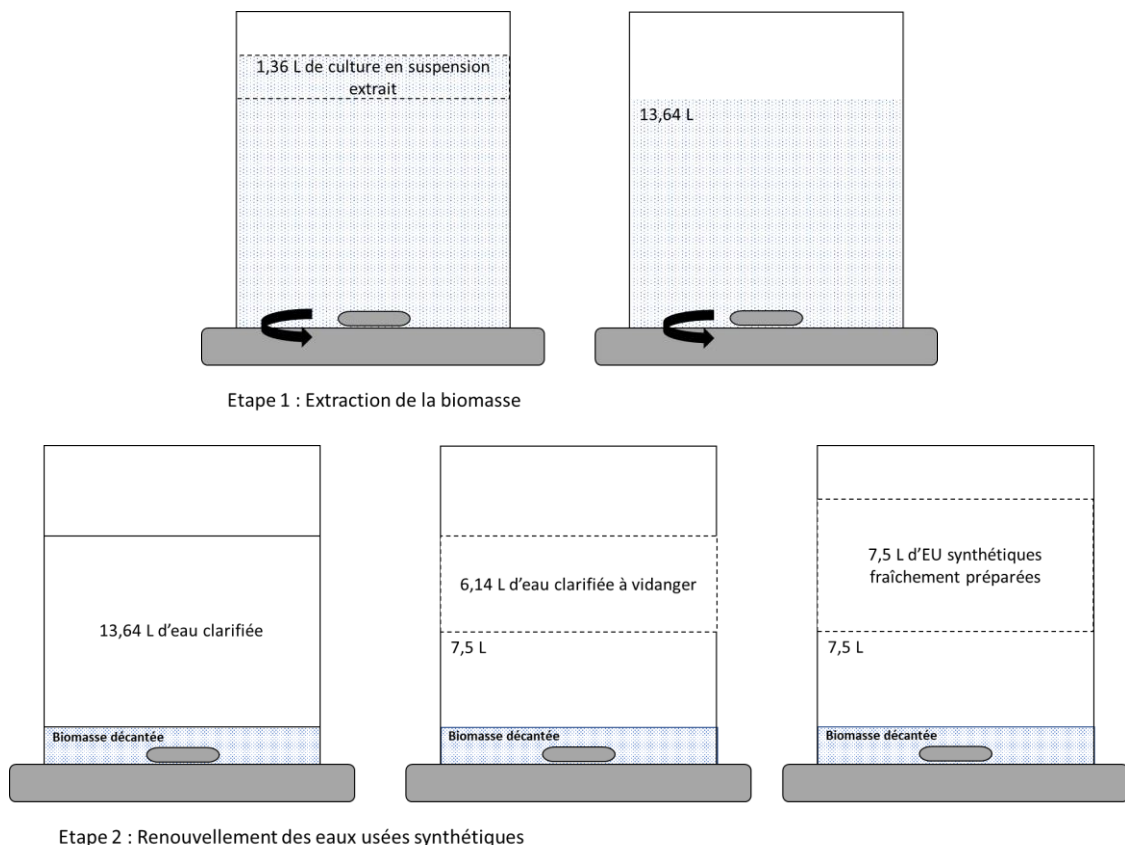 1,36 L de culture en suspension
extrait
13,64 L
Etape 1 : Extraction de la biomasse
13,64 L d’eau clarifiée
Biomasse décantée
6,14 L d’eau clarifiée à vidanger
7,5 L
Biomasse décantée
7,5 L d’EU synthétiques
fraîchement préparées
7,5 L
Biomasse décantée
Etape 2 : Renouvellement des eaux usées synthétiques